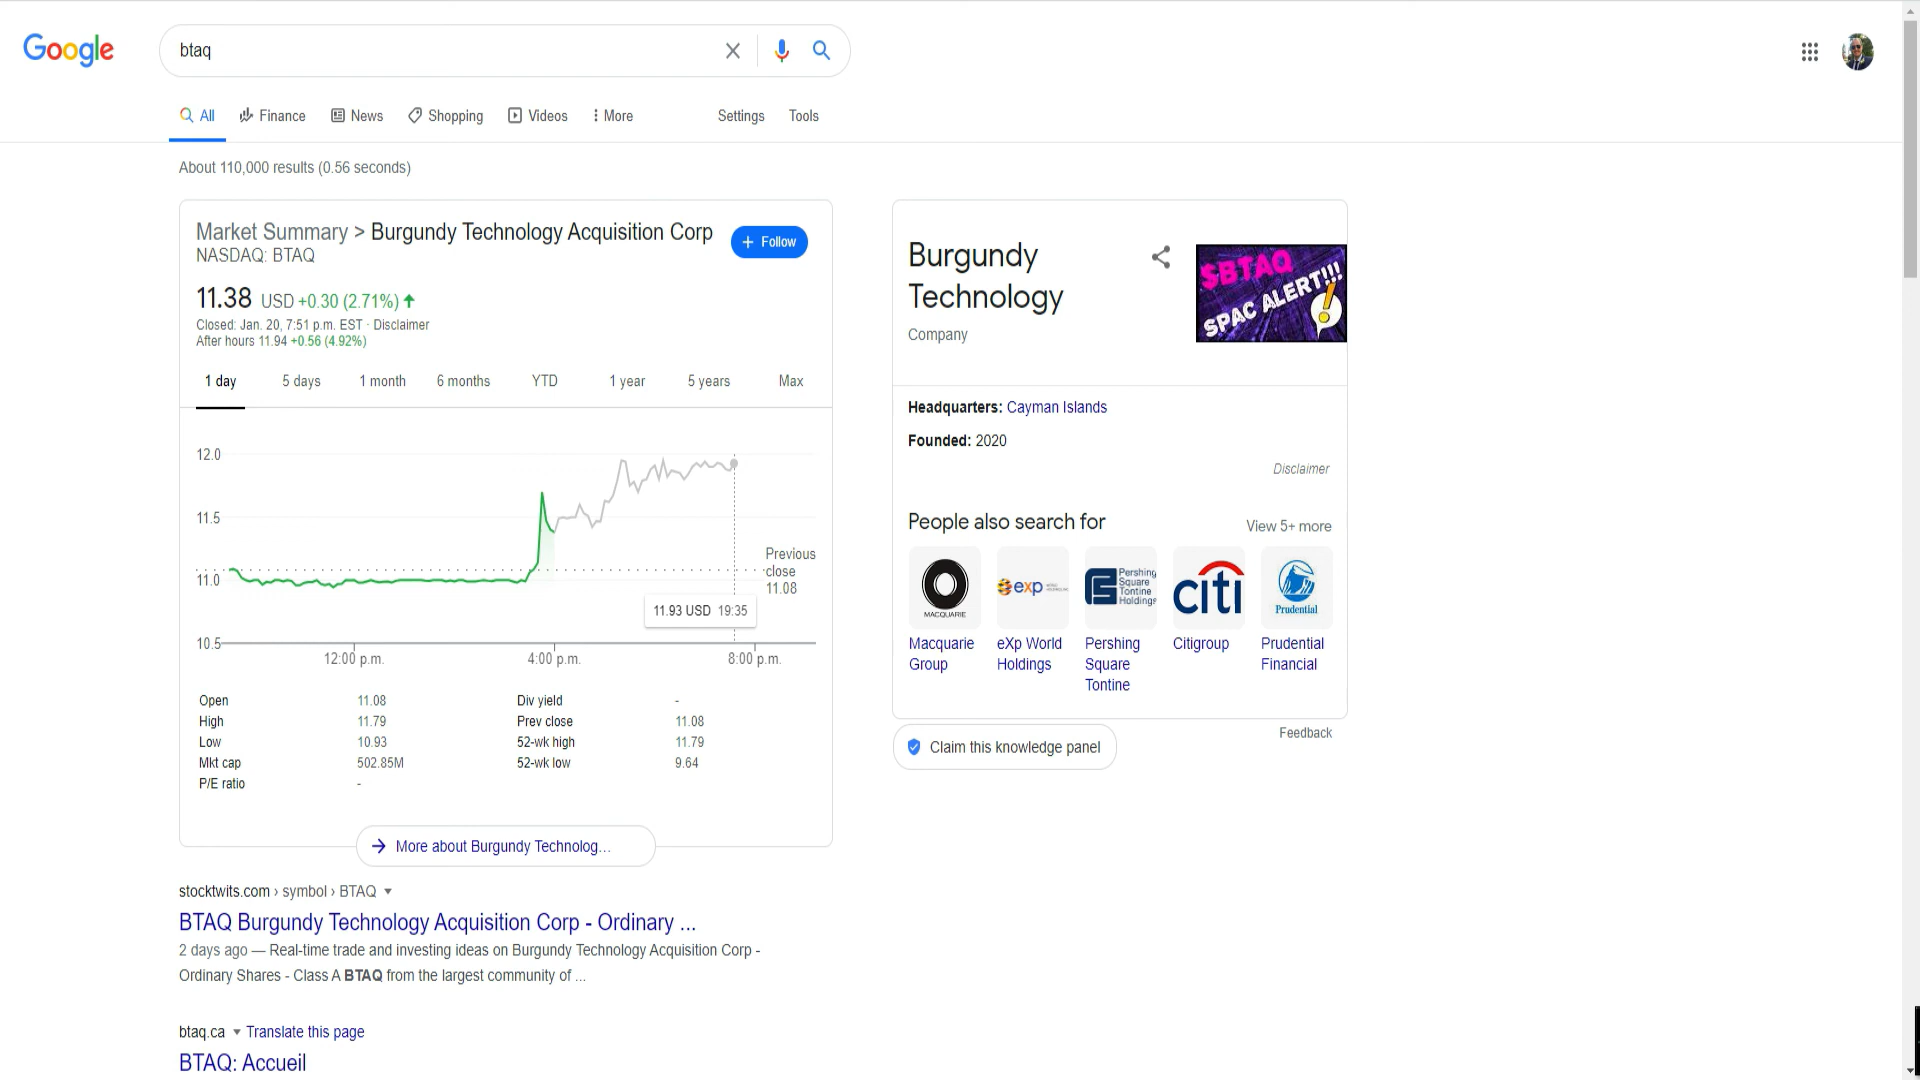 Google
btaq
All
Finance
News
Shopping
Videos
More
Settings
Tools
About 110,000 results (0.56 seconds)
Market Summary > Burgundy Technology Acquisition Corp
NASDAQ: BTAQ
+ Follow
11.38 USD +0.30 (2.71%)
Closed: Jan. 20, 7:51 p.m. EST · Disclaimer
After hours 11.94 +0.56 (4.92%)
1 day
5 days
1 month
6 months
YTD
1 year
5 years
Max
12.0
11.5
11.0
10.5
Previous
close
11.08
11.93 USD 19:35
12:00 p.m.
4:00 p.m.
8:00 p.m.
Open 11.08 Div yield -
High 11.79 Prev close 11.08
Low 10.93 52-wk high 11.79
Mkt cap 502.85M 52-wk low 9.64
P/E ratio -
More about Burgundy Technolog...
stocktwits.com › symbol › BTAQ
BTAQ Burgundy Technology Acquisition Corp - Ordinary ...
2 days ago — Real-time trade and investing ideas on Burgundy Technology Acquisition Corp -
Ordinary Shares - Class A BTAQ from the largest community of ...
btaq.ca Translate this page
BTAQ: Accueil
Burgundy
Technology
Company
$BTAQ
SPAC ALERT!!!
Headquarters: Cayman Islands
Founded: 2020
Disclaimer
People also search for
View 5+ more
MACQUARIE
exp
Pershing
Square
Tontine
Holdings
citi
Prudential
Macquarie
Group
eXp World
Holdings
Pershing
Square
Tontine
Citigroup
Prudential
Financial
Feedback
Claim this knowledge panel